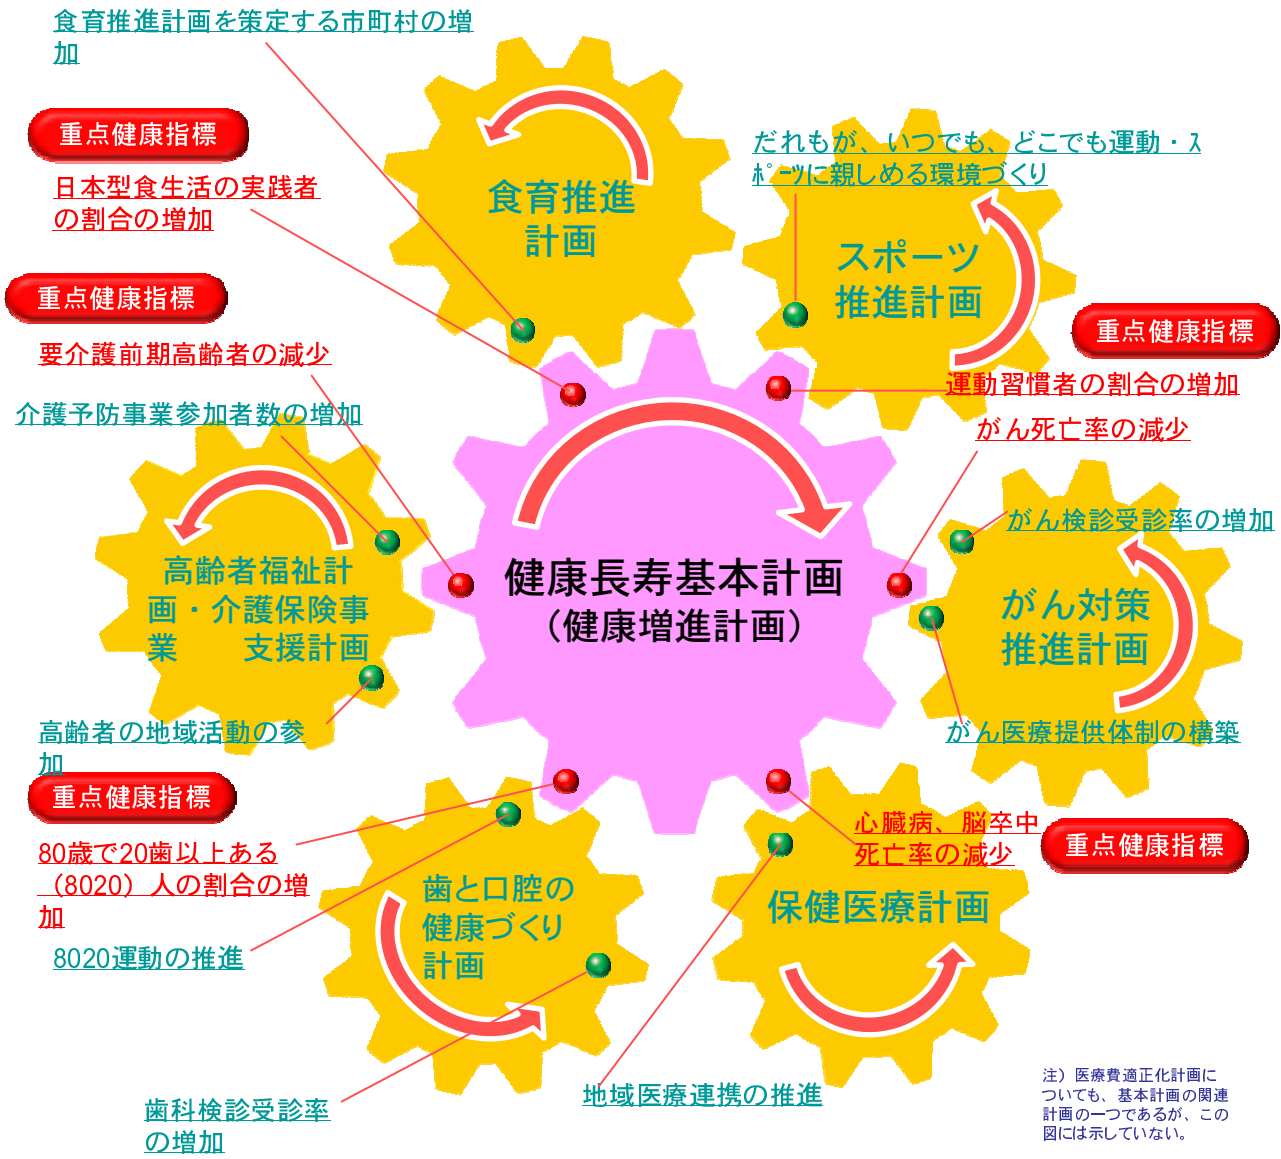 食育推進計画を策定する市町村の増
加
重点健康指標
日本型食生活の実践者
の割合の増加
食育推進
計画
だれもが、いつでも、どこでも運動・ｽ
ﾎﾟｰﾂに親しめる環境づくり
スポーツ
推進計画
重点健康指標
要介護前期高齢者の減少
介護予防事業参加者数の増加
重点健康指標
運動習慣者の割合の増加
がん死亡率の減少
がん検診受診率の増加
高齢者福祉計
画・介護保険事
業　　支援計画
健康長寿基本計画
（健康増進計画）
がん対策
推進計画
高齢者の地域活動の参
加
がん医療提供体制の構築
重点健康指標
80歳で20歯以上ある
（8020）人の割合の増
加
8020運動の推進
歯と口腔の
健康づくり
計画
心臓病、脳卒中
死亡率の減少
重点健康指標
保健医療計画
歯科検診受診率
の増加
地域医療連携の推進
注）医療費適正化計画に
ついても、基本計画の関連
計画の一つであるが、この
図には示していない。